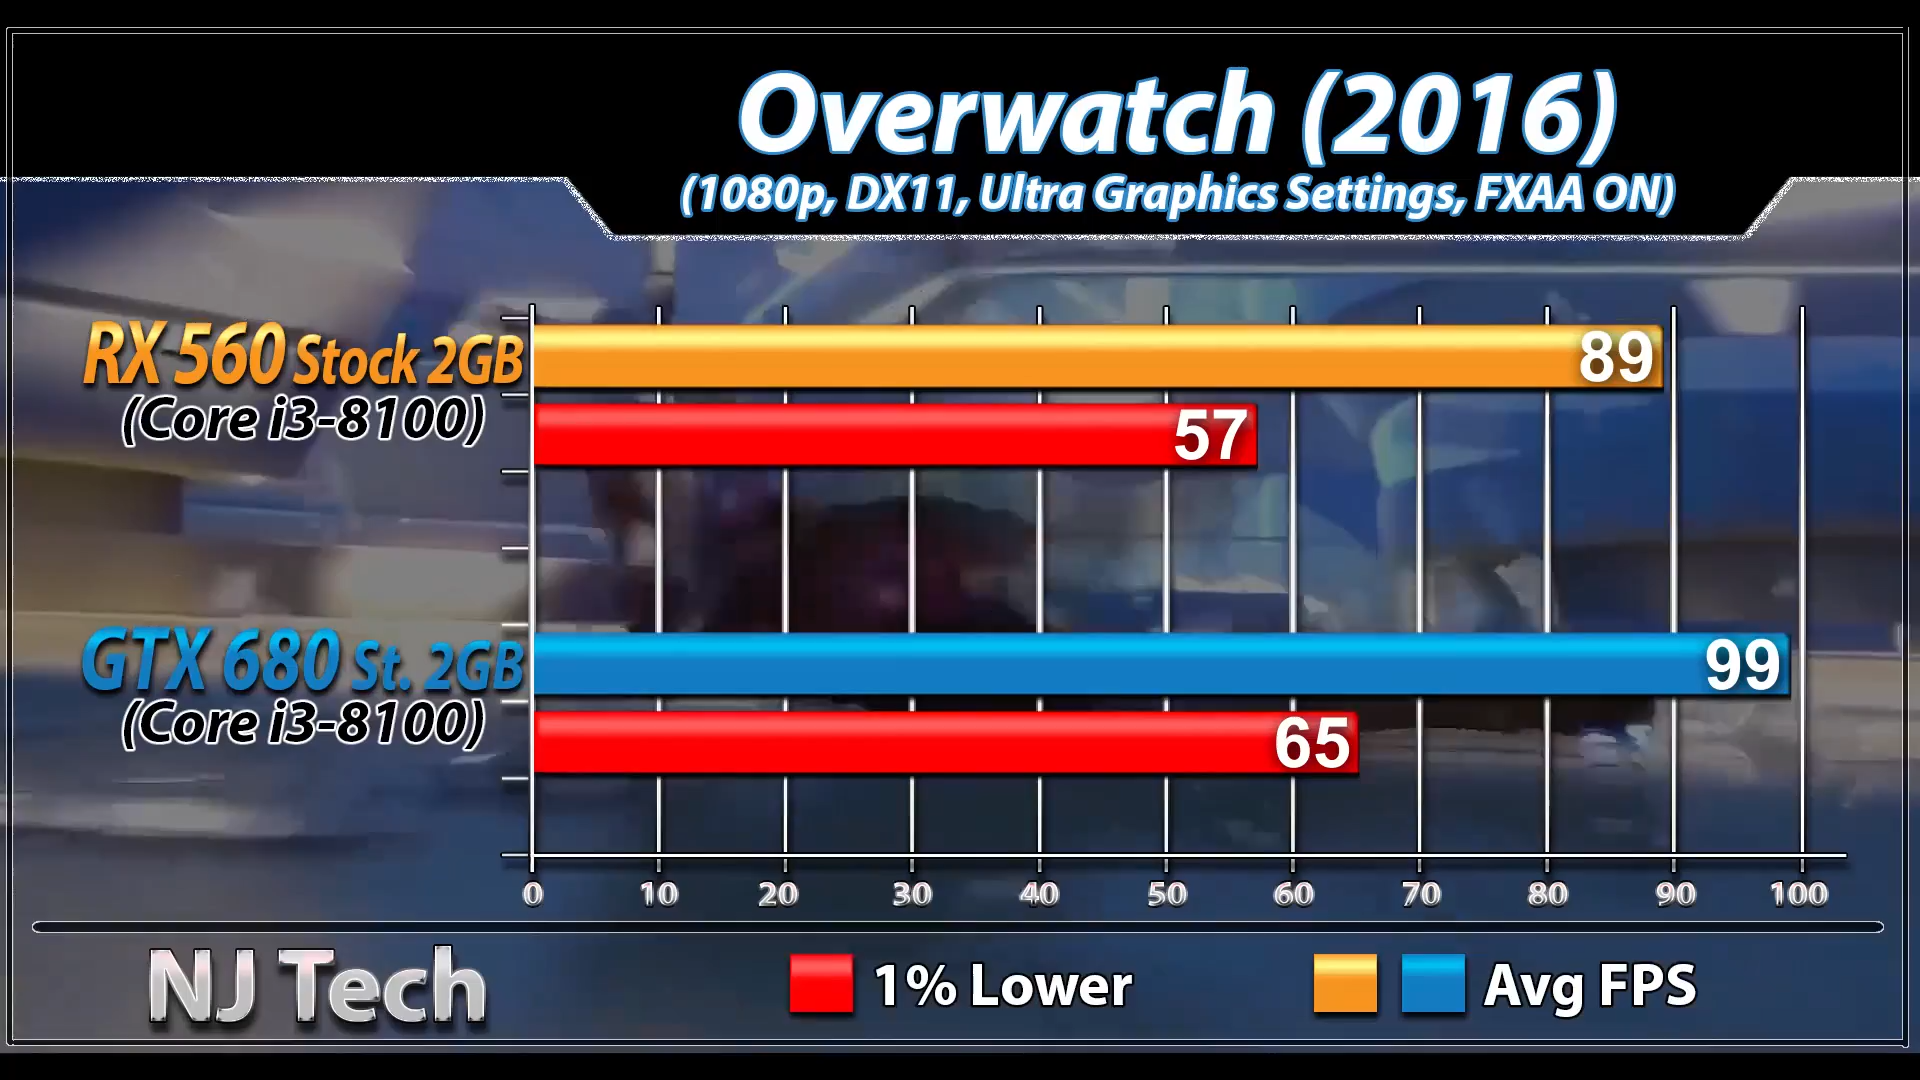 Overwatch (2016)
(1080p, DX11, Ultra Graphics Settings, FXAA ON)
RX 560 Stock 2GB
(Core i3-8100)
89
57
GTX 680 St. 2GB
(Core i3-8100)
99
65
0 10 20 30 40 50 60 70 80 90 100
NJ Tech
1% Lower
Avg FPS